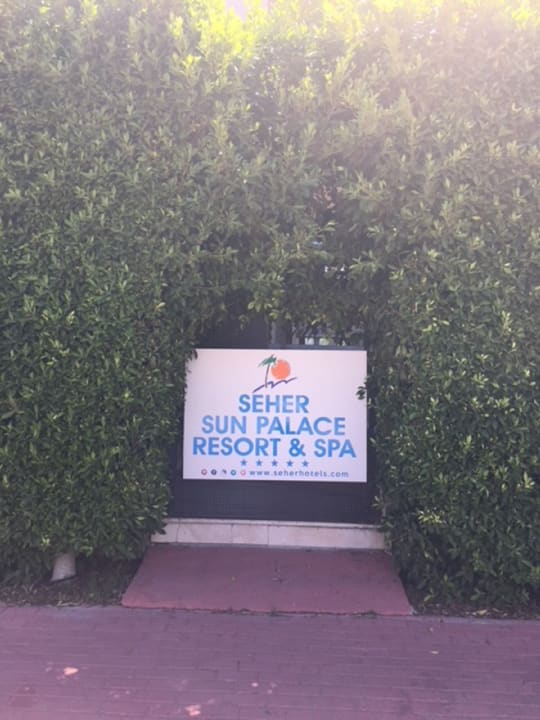 SEHER
SUN PALACE
RESORT & SPA
★★★★★
www.seherhotels.com